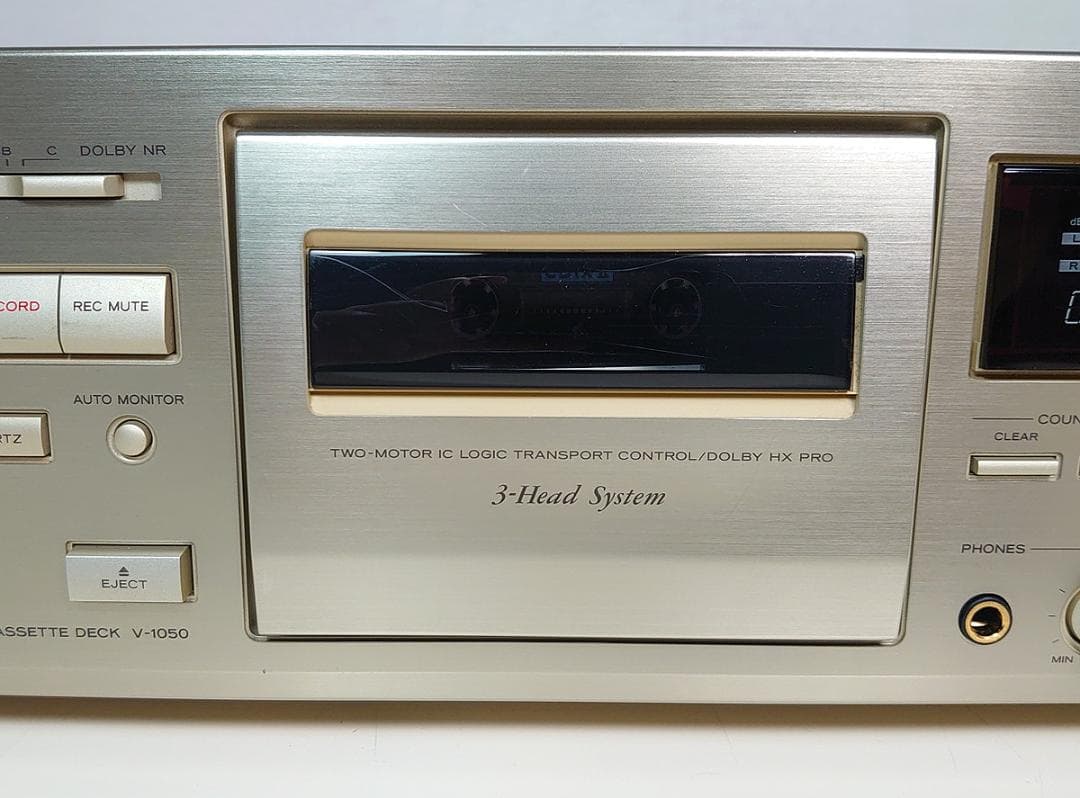 B C DOLBY NR
CORD
REC MUTE
AUTO MONITOR
RTZ
EJECT
ASSETTE DECK V-1050
TWO-MOTOR IC LOGIC TRANSPORT CONTROL/DOLBY HX PRO
3-Head System
dB
L
R
COUN
CLEAR
PHONES
MIN